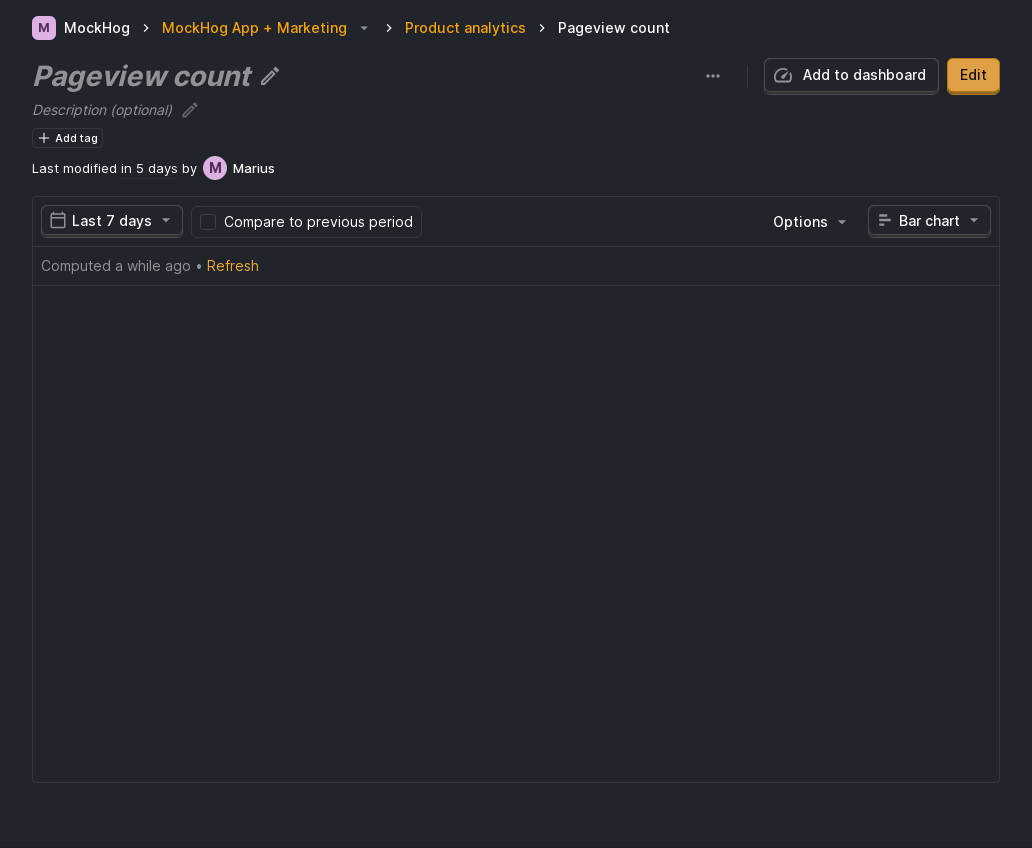 M MockHog MockHog App + Marketing Product analytics Pageview count
Pageview count
Add to dashboard Edit
Description (optional)
Add tag
Last modified in 5 days by M Marius
Last 7 days Compare to previous period Options Bar chart
Computed a while ago • Refresh